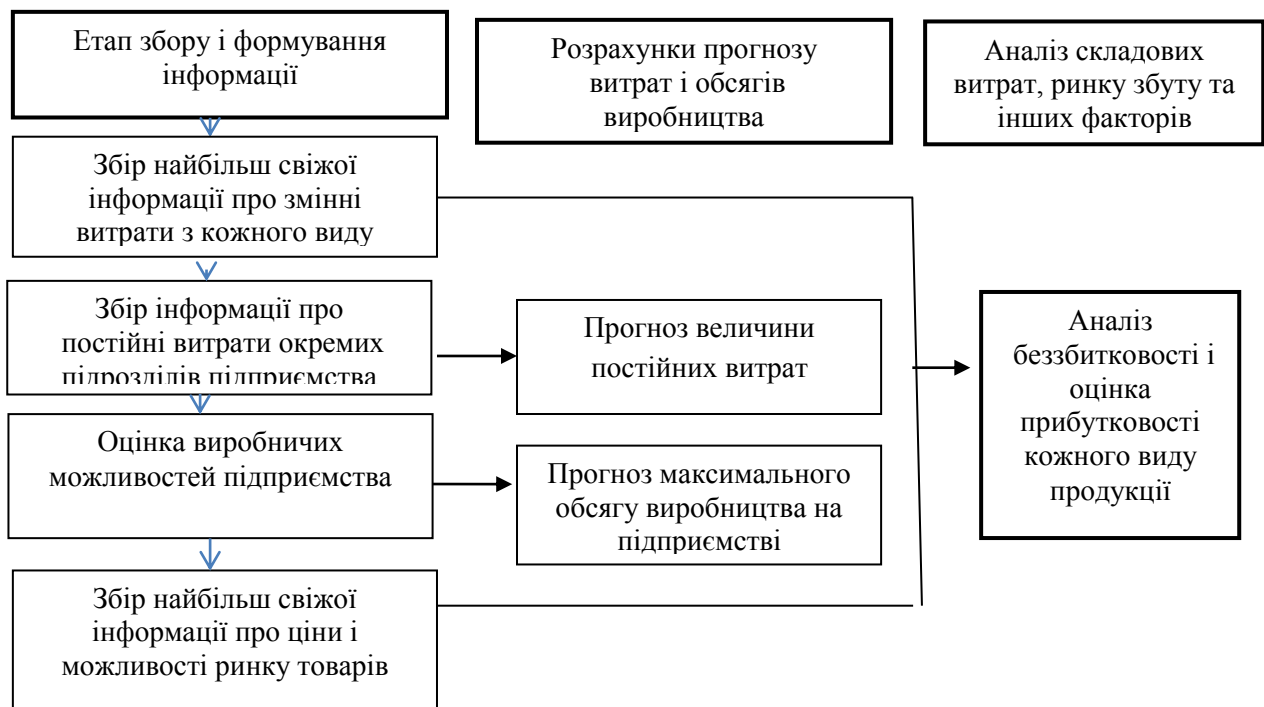 Етап збору і формування
інформації
Розрахунки прогнозу
витрат і обсягів
виробництва
Аналіз складових
витрат, ринку збуту та
інших факторів
Збір найбільш свіжої
інформації про змінні
витрати з кожного виду
Збір інформації про
постійні витрати окремих
підрозділів підприємства
Прогноз величини
постійних витрат
Аналіз
беззбитковості і
оцінка
прибутковості
кожного виду
продукції
Оцінка виробничих
можливостей підприємства
Прогноз максимального
обсягу виробництва на
підприємстві
Збір найбільш свіжої
інформації про ціни і
можливості ринку товарів